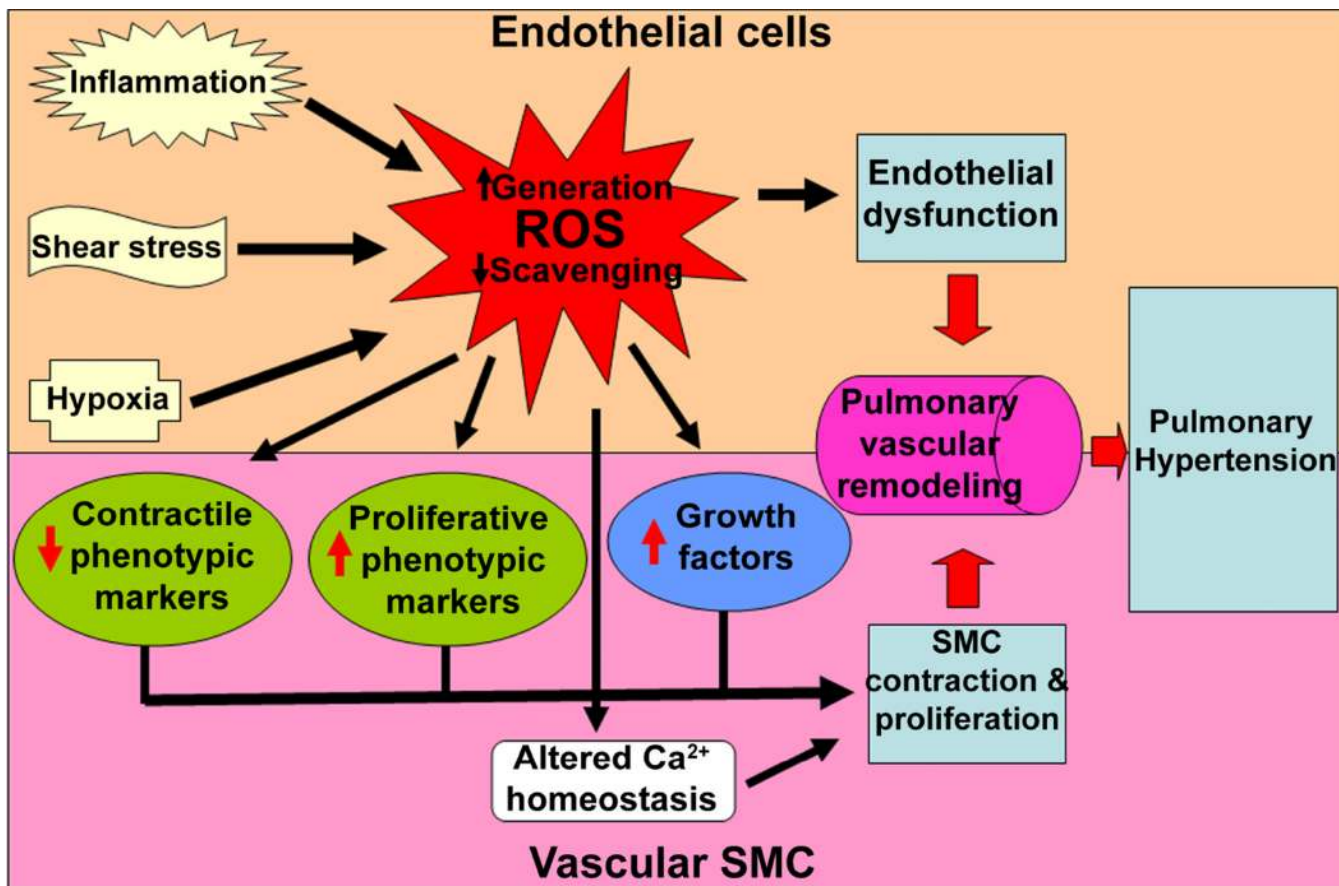 Endothelial cells
Inflammation
Shear stress
Hypoxia
↑Generation
ROS
↓Scavenging
Endothelial
dysfunction
Pulmonary
vascular
remodeling
Pulmonary
Hypertension
Contractile
phenotypic
markers
Proliferative
phenotypic
markers
Growth
factors
SMC
contraction &
proliferation
Altered Ca²⁺
homeostasis
Vascular SMC